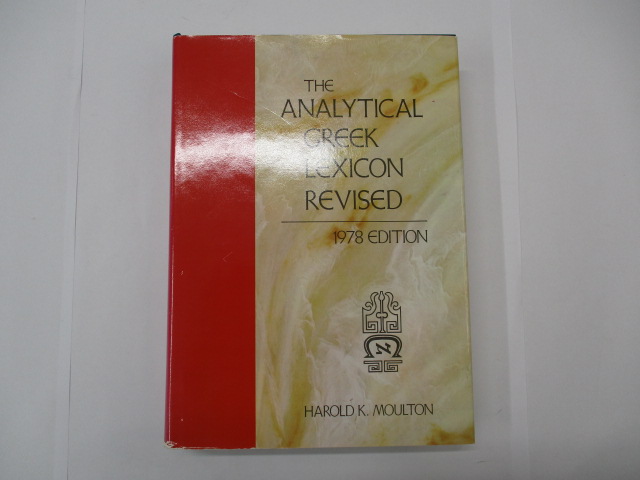 THE
ANALYTICAL
GREEK
LEXICON
REVISED
1978 EDITION
HAROLD K. MOULTON